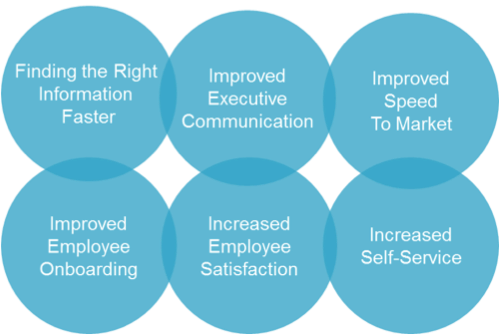 Finding the Right
Information
Faster
Improved
Executive
Communication
Improved
Speed
To Market
Improved
Employee
Onboarding
Increased
Employee
Satisfaction
Increased
Self-Service